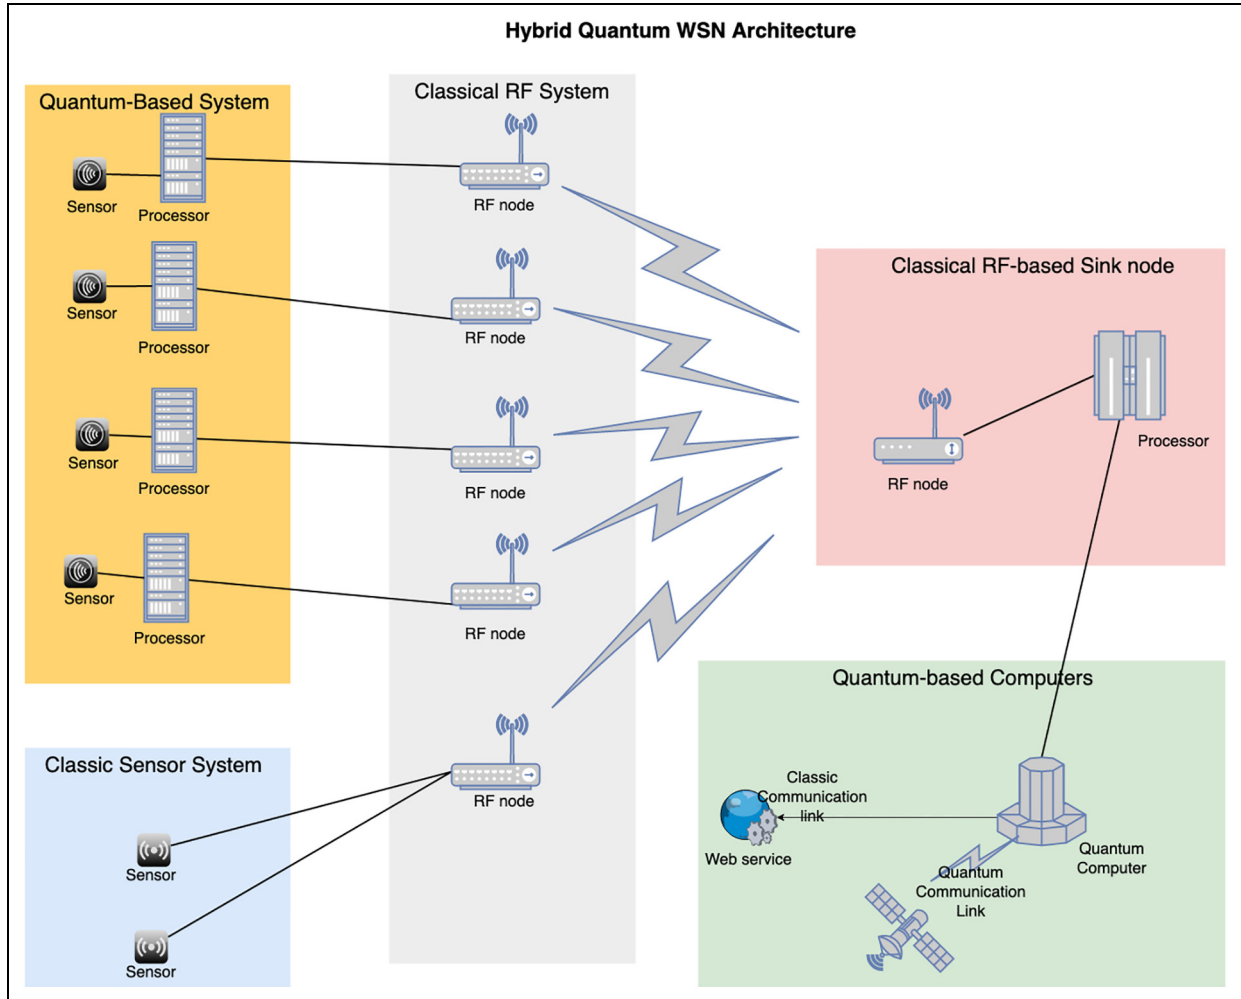 Hybrid Quantum WSN Architecture
Quantum-Based System
Sensor
Processor
Sensor
Processor
Sensor
Processor
Sensor
Processor
Classic Sensor System
Sensor
Sensor
Classical RF System
RF node
RF node
RF node
RF node
RF node
Classical RF-based Sink node
RF node
Processor
Quantum-based Computers
Classic
Communication
link
Web service
Quantum
Computer
Quantum
Communication
Link